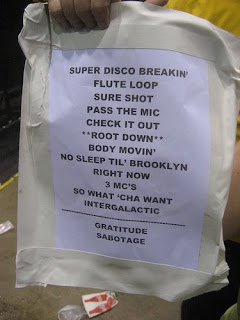 SUPER DISCO BREAKIN'
FLUTE LOOP
SURE SHOT
PASS THE MIC
CHECK IT OUT
**ROOT DOWN**
BODY MOVIN'
NO SLEEP TIL' BROOKLYN
RIGHT NOW
3 MC'S
SO WHAT 'CHA WANT
INTERGALACTIC
GRATITUDE
SABOTAGE